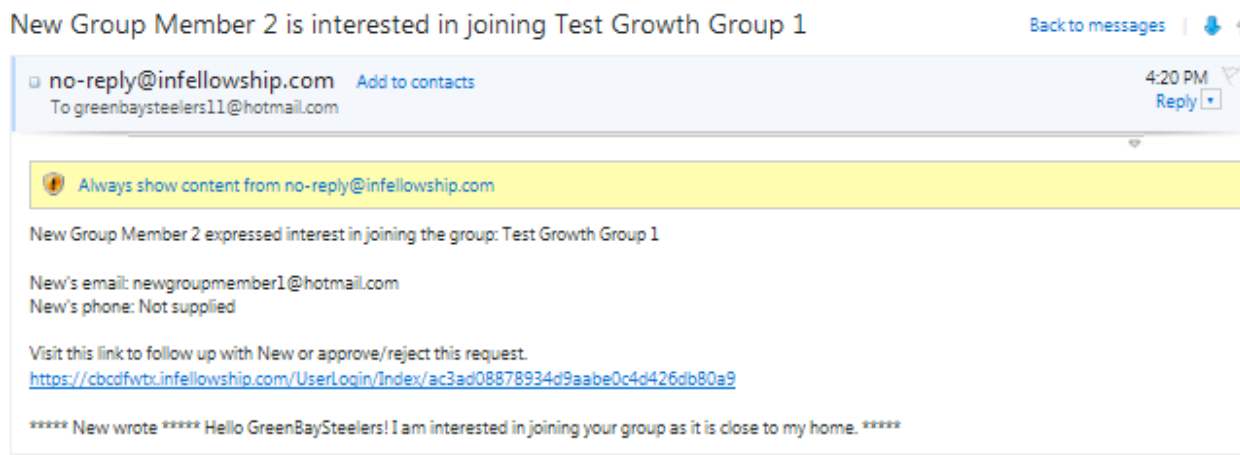 New Group Member 2 is interested in joining Test Growth Group 1
Back to messages
no-reply@infellowship.com Add to contacts
4:20 PM
To greenbaysteelers11@hotmail.com
Reply
Always show content from no-reply@infellowship.com
New Group Member 2 expressed interest in joining the group: Test Growth Group 1
New's email: newgroupmember1@hotmail.com
New's phone: Not supplied
Visit this link to follow up with New or approve/reject this request.
https://cbcdfwtx.infellowship.com/UserLogin/Index/ac3ad08878934d9aabe0c4d426db80a9
***** New wrote ***** Hello GreenBaySteelers! I am interested in joining your group as it is close to my home. *****